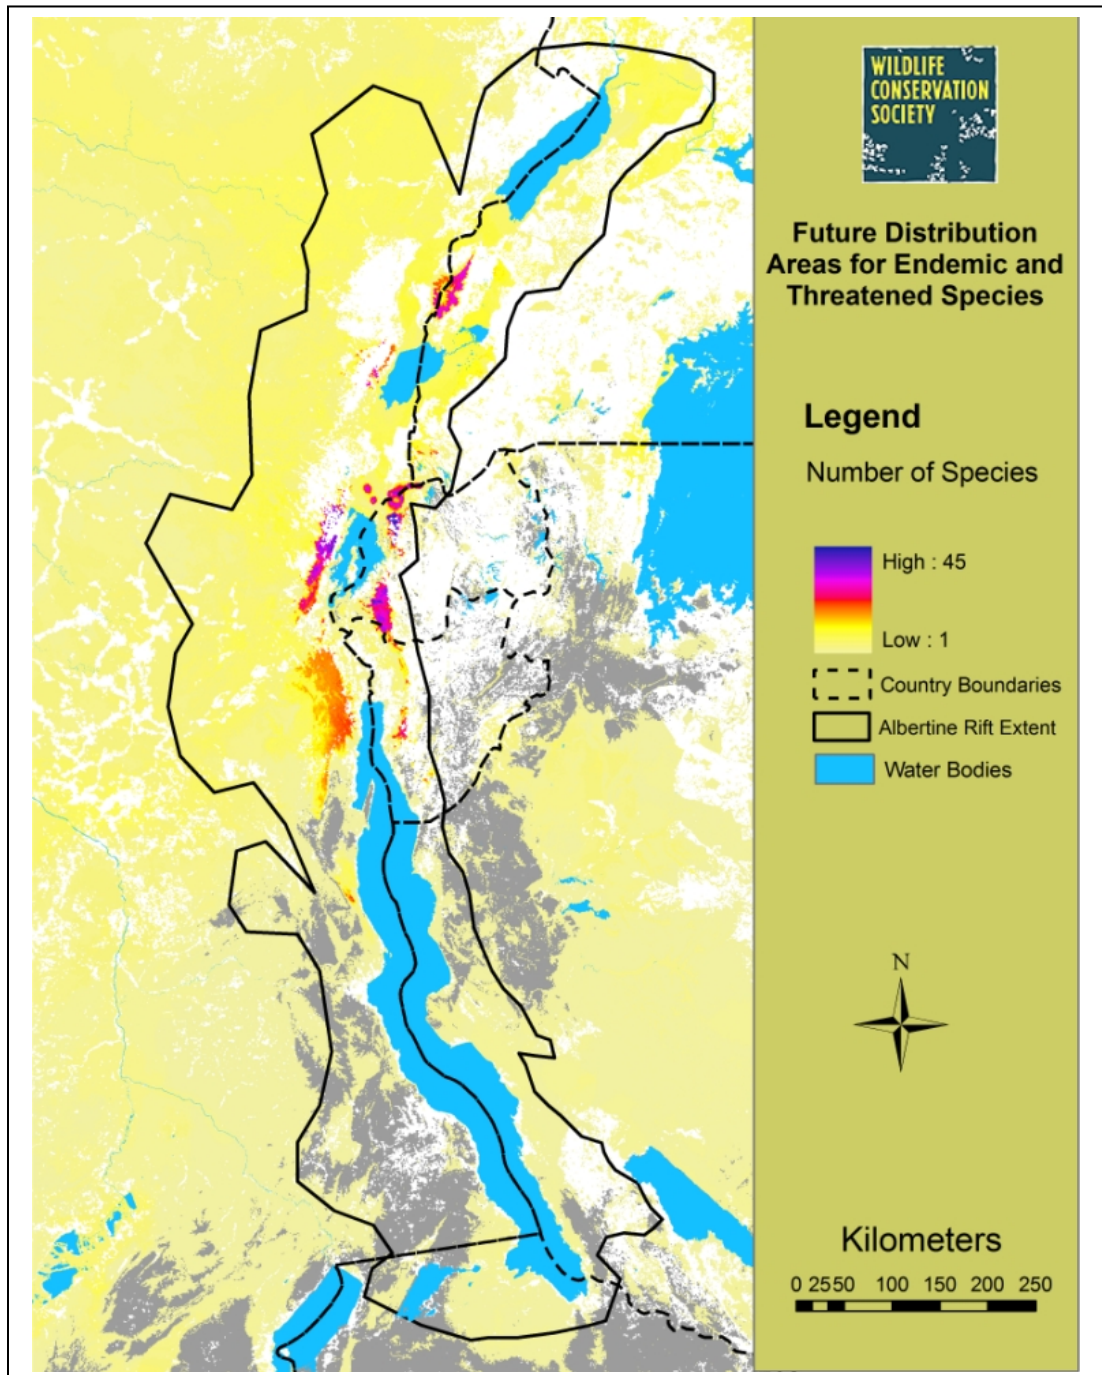 WILDLIFE
CONSERVATION
SOCIETY
Future Distribution
Areas for Endemic and
Threatened Species
Legend
Number of Species
High : 45
Low : 1
Country Boundaries
Albertine Rift Extent
Water Bodies
N
Kilometers
0 25 50 100 150 200 250